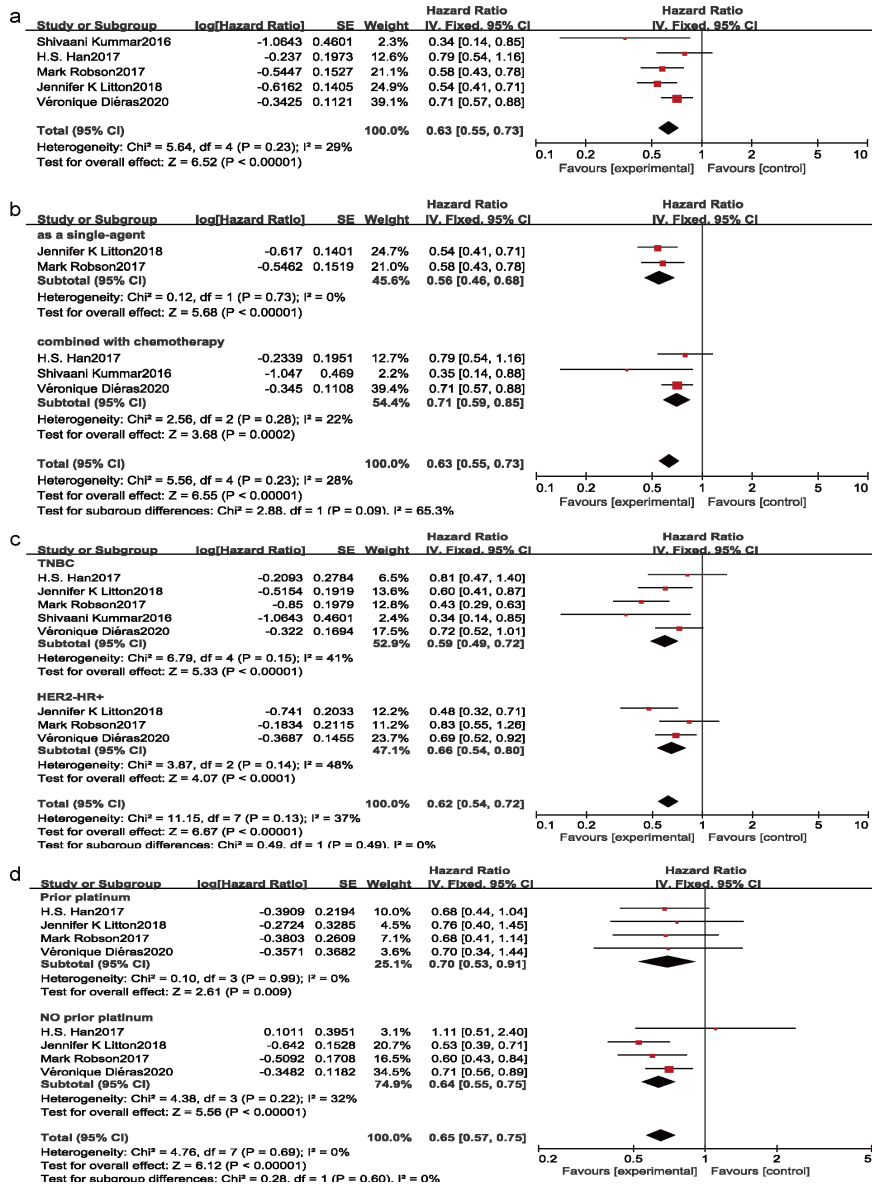 a
Hazard Ratio Hazard Ratio
Study or Subgroup log[Hazard Ratio] SE Weight IV. Fixed. 95% CI IV. Fixed. 95% CI
Shivaani Kummar2016 -1.0643 0.4601 2.3% 0.34 [0.14, 0.85]
H.S. Han2017 -0.237 0.1973 12.6% 0.79 [0.54, 1.16]
Mark Robson2017 -0.5447 0.1527 21.1% 0.58 [0.43, 0.78]
Jennifer K Litton2018 -0.6162 0.1405 24.9% 0.54 [0.41, 0.71]
Véronique Diéras2020 -0.3425 0.1121 39.1% 0.71 [0.57, 0.88]
Total (95% CI) 100.0% 0.63 [0.55, 0.73]
Heterogeneity: Chi² = 5.64, df = 4 (P = 0.23); I² = 29%
Test for overall effect: Z = 6.52 (P < 0.00001)
0.1 0.2 0.5 1 2 5 10
Favours [experimental] Favours [control]
b
Hazard Ratio Hazard Ratio
Study or Subgroup log[Hazard Ratio] SE Weight IV. Fixed. 95% CI IV. Fixed. 95% CI
as a single-agent
Jennifer K Litton2018 -0.617 0.1401 24.7% 0.54 [0.41, 0.71]
Mark Robson2017 -0.5462 0.1519 21.0% 0.58 [0.43, 0.78]
Subtotal (95% CI) 45.6% 0.56 [0.46, 0.68]
Heterogeneity: Chi² = 0.12, df = 1 (P = 0.73); I² = 0%
Test for overall effect: Z = 5.68 (P < 0.00001)
combined with chemotherapy
H.S. Han2017 -0.2339 0.1951 12.7% 0.79 [0.54, 1.16]
Shivaani Kummar2016 -1.047 0.469 2.2% 0.35 [0.14, 0.88]
Véronique Diéras2020 -0.345 0.1108 39.4% 0.71 [0.57, 0.88]
Subtotal (95% CI) 54.4% 0.71 [0.59, 0.85]
Heterogeneity: Chi² = 2.56, df = 2 (P = 0.28); I² = 22%
Test for overall effect: Z = 3.68 (P = 0.0002)
Total (95% CI) 100.0% 0.63 [0.55, 0.73]
Heterogeneity: Chi² = 5.56, df = 4 (P = 0.23); I² = 28%
Test for overall effect: Z = 6.55 (P < 0.00001)
Test for subgroup differences: Chi² = 2.88, df = 1 (P = 0.09), I² = 65.3%
0.1 0.2 0.5 1 2 5 10
Favours [experimental] Favours [control]
c
Hazard Ratio Hazard Ratio
Study or Subgroup log[Hazard Ratio] SE Weight IV. Fixed. 95% CI IV. Fixed. 95% CI
TNBC
H.S. Han2017 -0.2093 0.2784 6.5% 0.81 [0.47, 1.40]
Jennifer K Litton2018 -0.5154 0.1919 13.6% 0.60 [0.41, 0.87]
Mark Robson2017 -0.85 0.1979 12.8% 0.43 [0.29, 0.63]
Shivaani Kummar2016 -1.0643 0.4601 2.4% 0.34 [0.14, 0.85]
Véronique Diéras2020 -0.322 0.1694 17.5% 0.72 [0.52, 1.01]
Subtotal (95% CI) 52.9% 0.59 [0.49, 0.72]
Heterogeneity: Chi² = 6.79, df = 4 (P = 0.15); I² = 41%
Test for overall effect: Z = 5.33 (P < 0.00001)
HER2-HR+
Jennifer K Litton2018 -0.741 0.2033 12.2% 0.48 [0.32, 0.71]
Mark Robson2017 -0.1834 0.2115 11.2% 0.83 [0.55, 1.26]
Véronique Diéras2020 -0.3687 0.1455 23.7% 0.69 [0.52, 0.92]
Subtotal (95% CI) 47.1% 0.66 [0.54, 0.80]
Heterogeneity: Chi² = 3.87, df = 2 (P = 0.14); I² = 48%
Test for overall effect: Z = 4.07 (P < 0.0001)
Total (95% CI) 100.0% 0.62 [0.54, 0.72]
Heterogeneity: Chi² = 11.15, df = 7 (P = 0.13); I² = 37%
Test for overall effect: Z = 6.67 (P < 0.00001)
Test for subgroup differences: Chi² = 0.49, df = 1 (P = 0.49), I² = 0%
0.1 0.2 0.5 1 2 5 10
Favours [experimental] Favours [control]
d
Hazard Ratio Hazard Ratio
Study or Subgroup log[Hazard Ratio] SE Weight IV. Fixed. 95% CI IV. Fixed. 95% CI
Prior platinum
H.S. Han2017 -0.3909 0.2194 10.0% 0.68 [0.44, 1.04]
Jennifer K Litton2018 -0.2724 0.3285 4.5% 0.76 [0.40, 1.45]
Mark Robson2017 -0.3803 0.2609 7.1% 0.68 [0.41, 1.14]
Véronique Diéras2020 -0.3571 0.3682 3.6% 0.70 [0.34, 1.44]
Subtotal (95% CI) 25.1% 0.70 [0.53, 0.91]
Heterogeneity: Chi² = 0.10, df = 3 (P = 0.99); I² = 0%
Test for overall effect: Z = 2.61 (P = 0.009)
NO prior platinum
H.S. Han2017 0.1011 0.3951 3.1% 1.11 [0.51, 2.40]
Jennifer K Litton2018 -0.642 0.1528 20.7% 0.53 [0.39, 0.71]
Mark Robson2017 -0.5092 0.1708 16.5% 0.60 [0.43, 0.84]
Véronique Diéras2020 -0.3482 0.1182 34.5% 0.71 [0.56, 0.89]
Subtotal (95% CI) 74.9% 0.64 [0.55, 0.75]
Heterogeneity: Chi² = 4.38, df = 3 (P = 0.22); I² = 32%
Test for overall effect: Z = 5.56 (P < 0.00001)
Total (95% CI) 100.0% 0.65 [0.57, 0.75]
Heterogeneity: Chi² = 4.76, df = 7 (P = 0.69); I² = 0%
Test for overall effect: Z = 6.12 (P < 0.00001)
Test for subgroup differences: Chi² = 0.28, df = 1 (P = 0.60), I² = 0%
0.2 0.5 1 2 5
Favours [experimental] Favours [control]